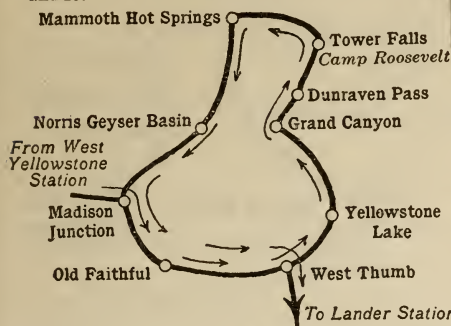 Mammoth Hot Springs
Tower Falls
Camp Roosevelt
Dunraven Pass
Norris Geyser Basin
Grand Canyon
From West
Yellowstone
Station
Madison
Junction
Yellowstone
Lake
Old Faithful
West Thumb
To Lander Station